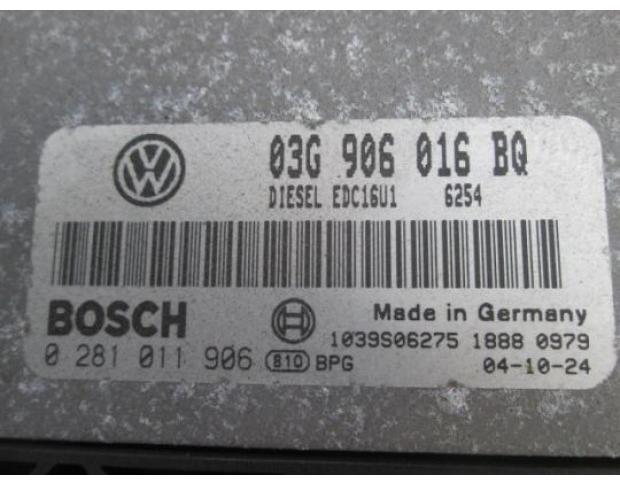 03G 906 016 BQ
DIESEL EDC16U1 6254
BOSCH
Made in Germany
1039S06275 1888 0979
0 281 011 906 810 BPG
04-10-24